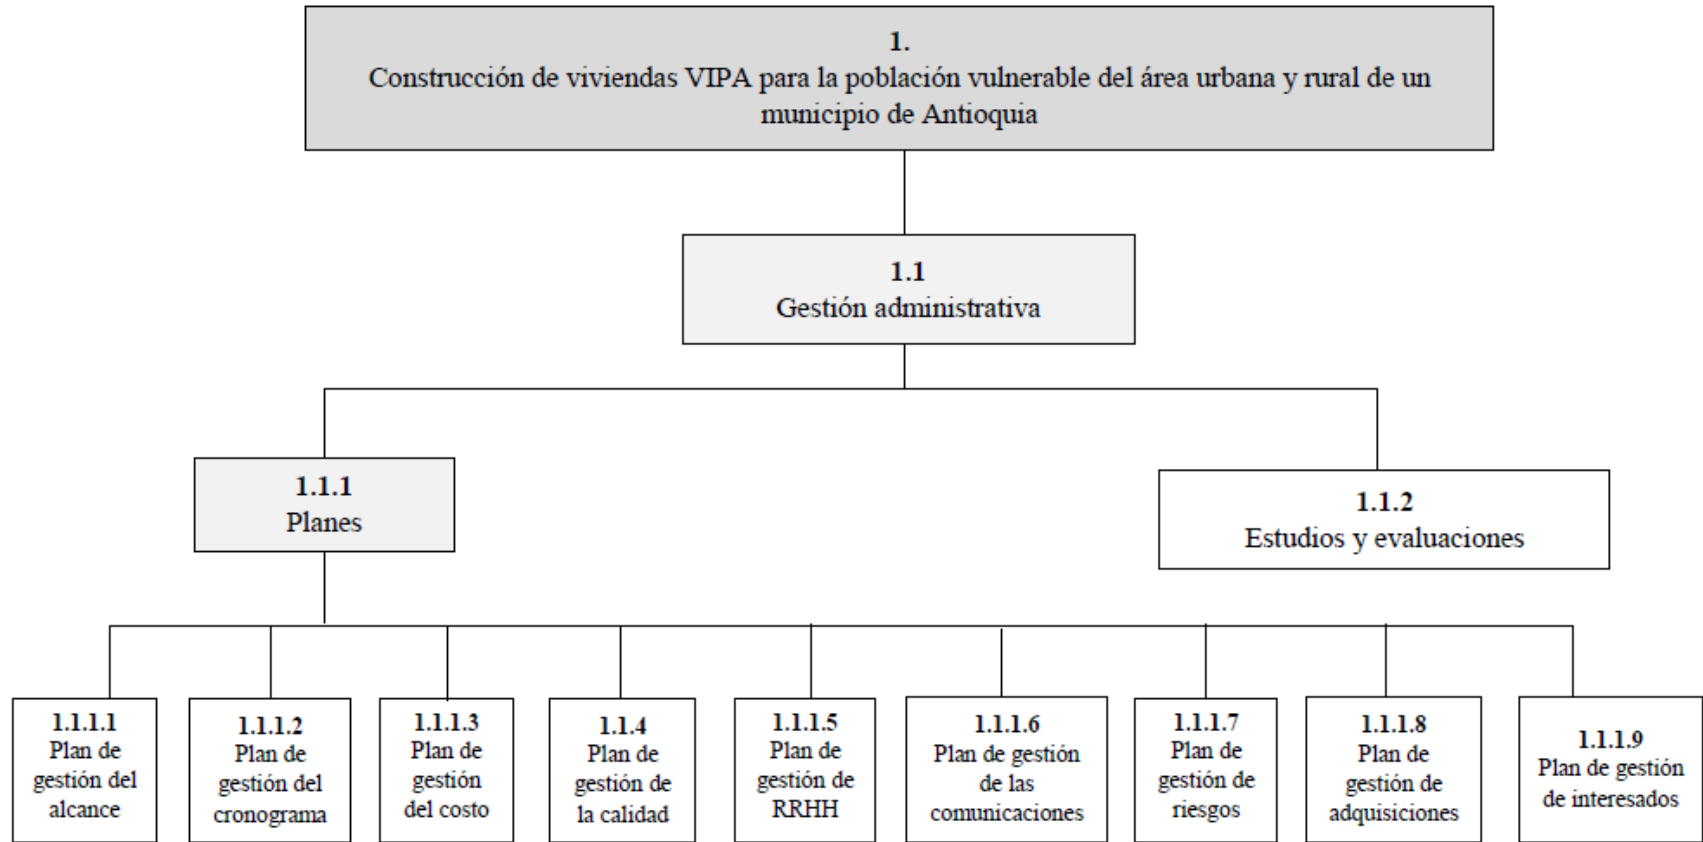 1.
Construcción de viviendas VIPA para la población vulnerable del área urbana y rural de un
municipio de Antioquia
1.1
Gestión administrativa
1.1.1
Planes
1.1.2
Estudios y evaluaciones
1.1.1.1
Plan de
gestión del
alcance
1.1.1.2
Plan de
gestión del
cronograma
1.1.1.3
Plan de
gestión
del costo
1.1.4
Plan de
gestión de
la calidad
1.1.1.5
Plan de
gestión de
RRHH
1.1.1.6
Plan de gestión
de las
comunicaciones
1.1.1.7
Plan de
gestión de
riesgos
1.1.1.8
Plan de
gestión de
adquisiciones
1.1.1.9
Plan de gestión
de interesados